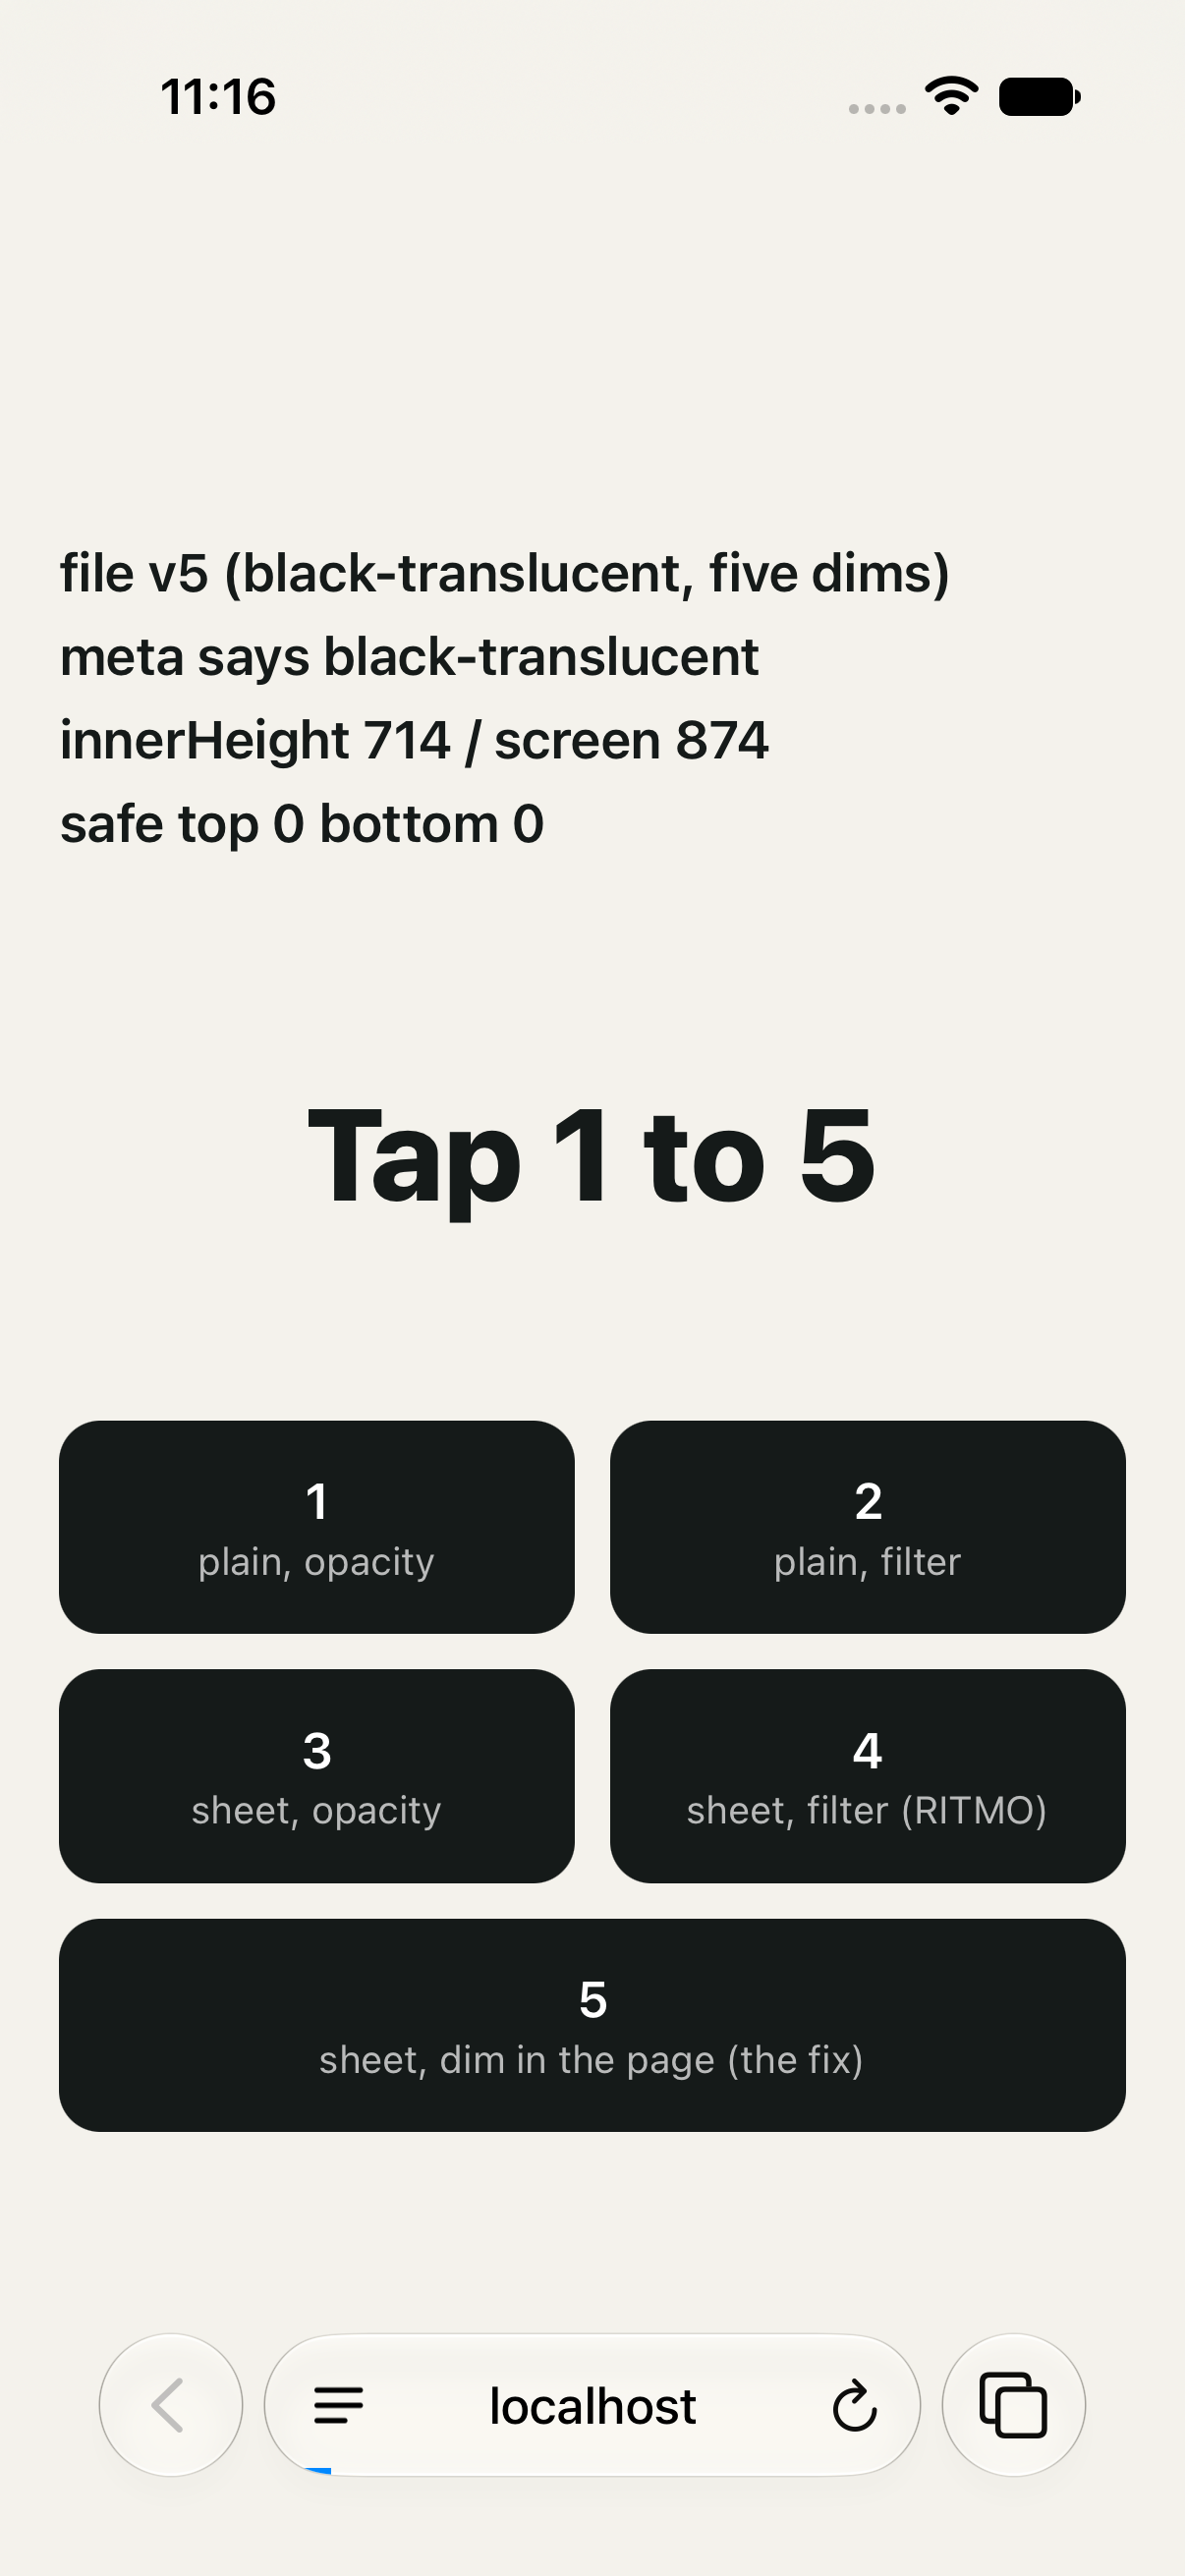 11:16
file v5 (black-translucent, five dims)
meta says black-translucent
innerHeight 714 / screen 874
safe top 0 bottom 0
Tap 1 to 5
1
plain, opacity
2
plain, filter
3
sheet, opacity
4
sheet, filter (RITMO)
5
sheet, dim in the page (the fix)
localhost